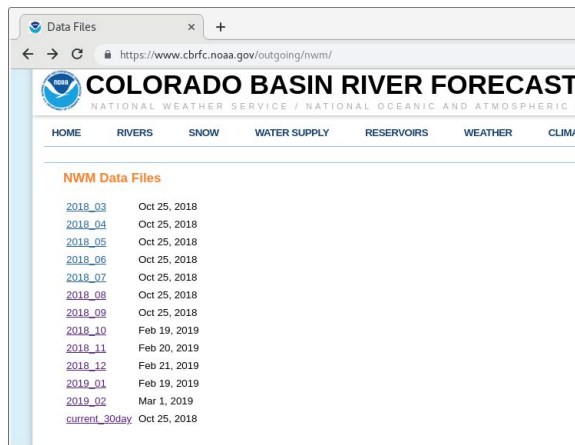 Data Files × +
https://www.cbrfc.noaa.gov/outgoing/nwm/
noaa COLORADO BASIN RIVER FORECAST
NATIONAL WEATHER SERVICE / NATIONAL OCEANIC AND ATMOSPHERIC
HOME RIVERS SNOW WATER SUPPLY RESERVOIRS WEATHER CLIMA
NWM Data Files
2018_03 Oct 25, 2018
2018_04 Oct 25, 2018
2018_05 Oct 25, 2018
2018_06 Oct 25, 2018
2018_07 Oct 25, 2018
2018_08 Oct 25, 2018
2018_09 Oct 25, 2018
2018_10 Feb 19, 2019
2018_11 Feb 20, 2019
2018_12 Feb 21, 2019
2019_01 Feb 19, 2019
2019_02 Mar 1, 2019
current_30day Oct 25, 2018